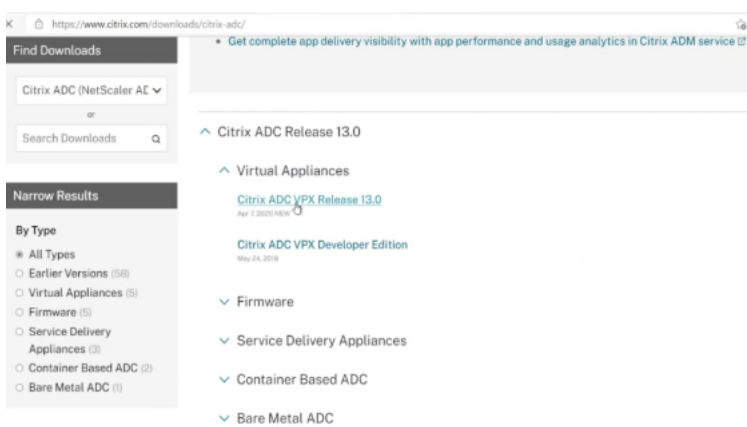 https://www.citrix.com/downloads/citrix-adc/
Find Downloads
Citrix ADC (NetScaler AD
or
Search Downloads
Narrow Results
By Type
All Types
Earlier Versions (58)
Virtual Appliances (5)
Firmware (5)
Service Delivery
Appliances (3)
Container Based ADC (2)
Bare Metal ADC (1)
Get complete app delivery visibility with app performance and usage analytics in Citrix ADM service
Citrix ADC Release 13.0
Virtual Appliances
Citrix ADC VPX Release 13.0
NEW
Citrix ADC VPX Developer Edition
Firmware
Service Delivery Appliances
Container Based ADC
Bare Metal ADC